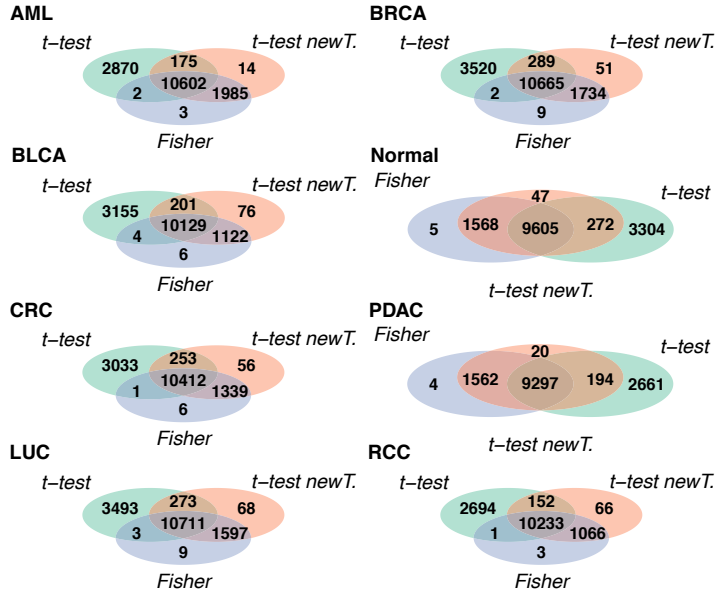 AML
t–test
t–test newT.
2870
175
14
10602
2
1985
3
Fisher
BRCA
t–test
t–test newT.
3520
289
51
10665
2
1734
9
Fisher
BLCA
t–test
t–test newT.
3155
201
76
10129
4
1122
6
Fisher
Normal
Fisher
t–test
47
5
1568
9605
272
3304
t–test newT.
CRC
t–test
t–test newT.
3033
253
56
10412
1
1339
6
Fisher
PDAC
Fisher
t–test
20
4
1562
9297
194
2661
t–test newT.
LUC
t–test
t–test newT.
3493
273
68
10711
3
1597
9
Fisher
RCC
t–test
t–test newT.
2694
152
66
10233
1
1066
3
Fisher